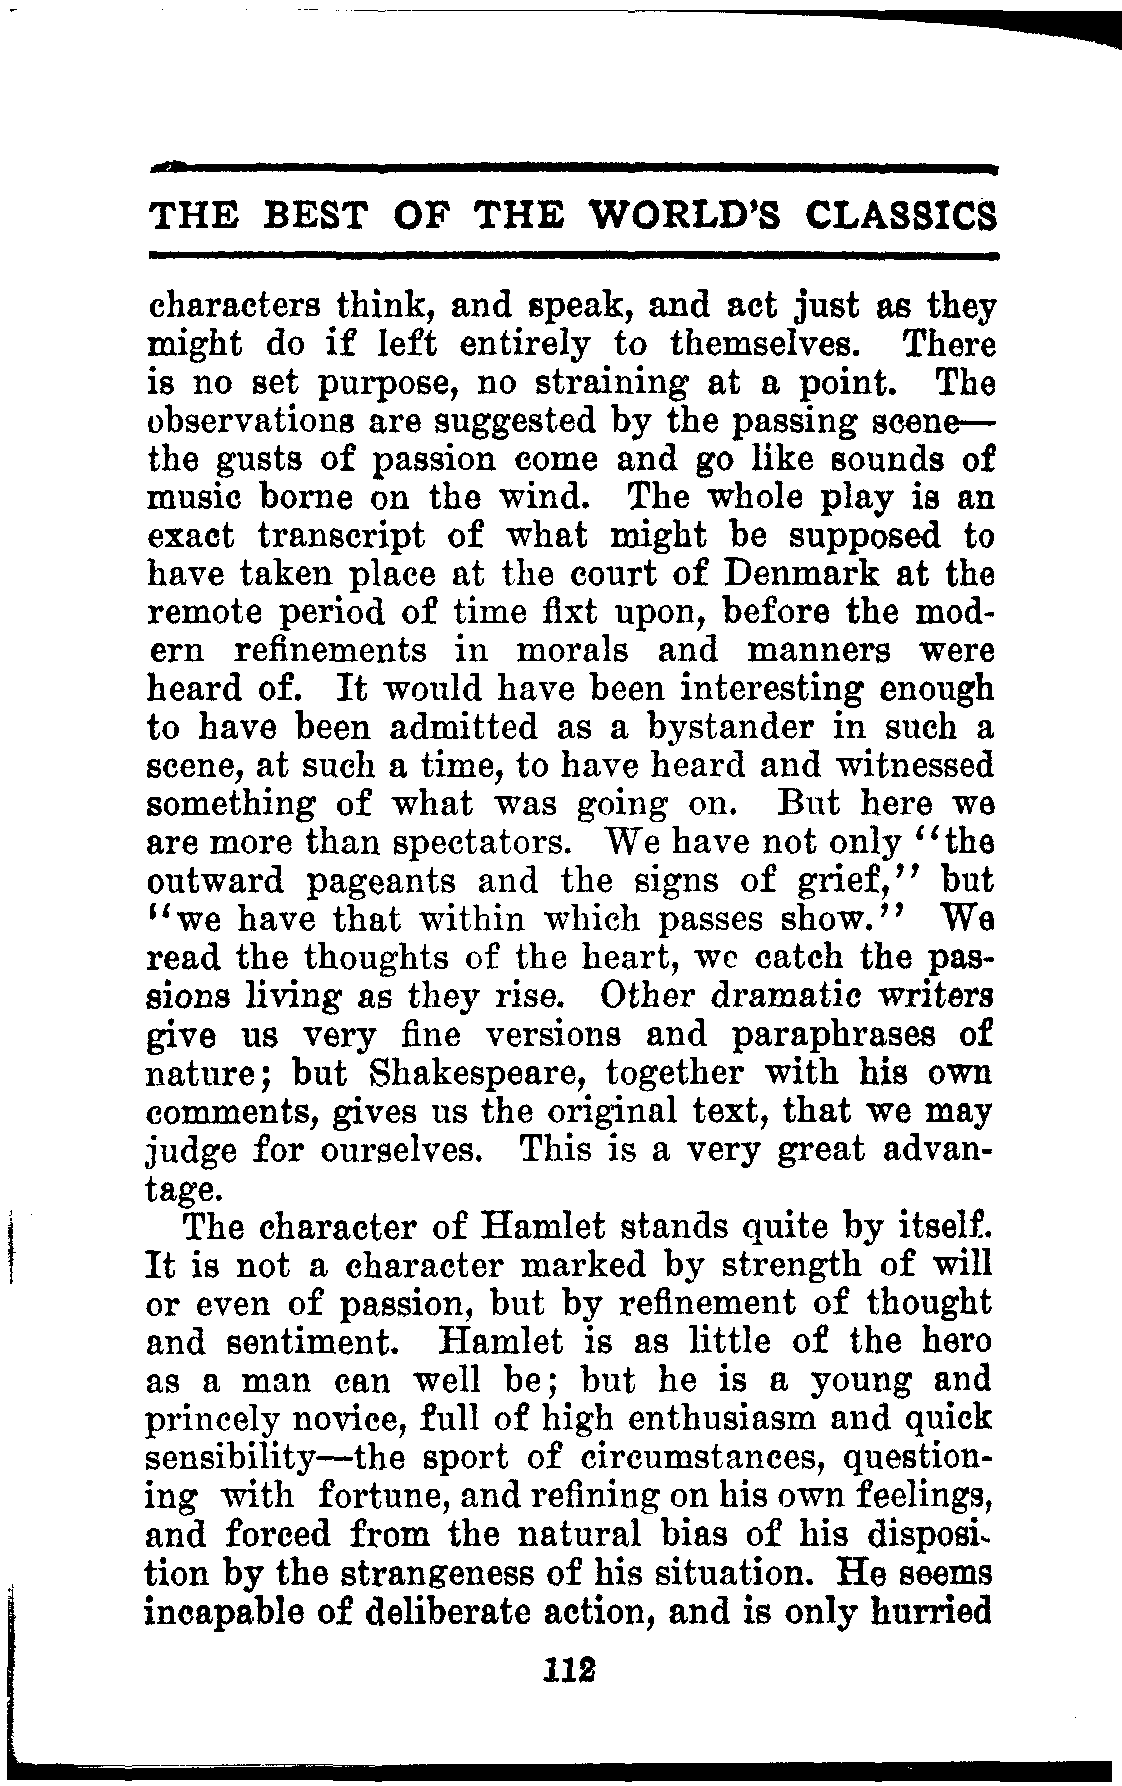 THE BEST OF THE WORLD'S CLASSICS
characters think, and speak, and act just as they
might do if left entirely to themselves. There
is no set purpose, no straining at a point. The
observations are suggested by the passing scene—
the gusts of passion come and go like sounds of
music borne on the wind. The whole play is an
exact transcript of what might be supposed to
have taken place at the court of Denmark at the
remote period of time fixt upon, before the mod-
ern refinements in morals and manners were
heard of. It would have been interesting enough
to have been admitted as a bystander in such a
scene, at such a time, to have heard and witnessed
something of what was going on. But here we
are more than spectators. We have not only "the
outward pageants and the signs of grief," but
"we have that within which passes show." We
read the thoughts of the heart, we catch the pas-
sions living as they rise. Other dramatic writers
give us very fine versions and paraphrases of
nature; but Shakespeare, together with his own
comments, gives us the original text, that we may
judge for ourselves. This is a very great advan-
tage.
The character of Hamlet stands quite by itself.
It is not a character marked by strength of will
or even of passion, but by refinement of thought
and sentiment. Hamlet is as little of the hero
as a man can well be; but he is a young and
princely novice, full of high enthusiasm and quick
sensibility—the sport of circumstances, question-
ing with fortune, and refining on his own feelings,
and forced from the natural bias of his disposi-
tion by the strangeness of his situation. He seems
incapable of deliberate action, and is only hurried
112